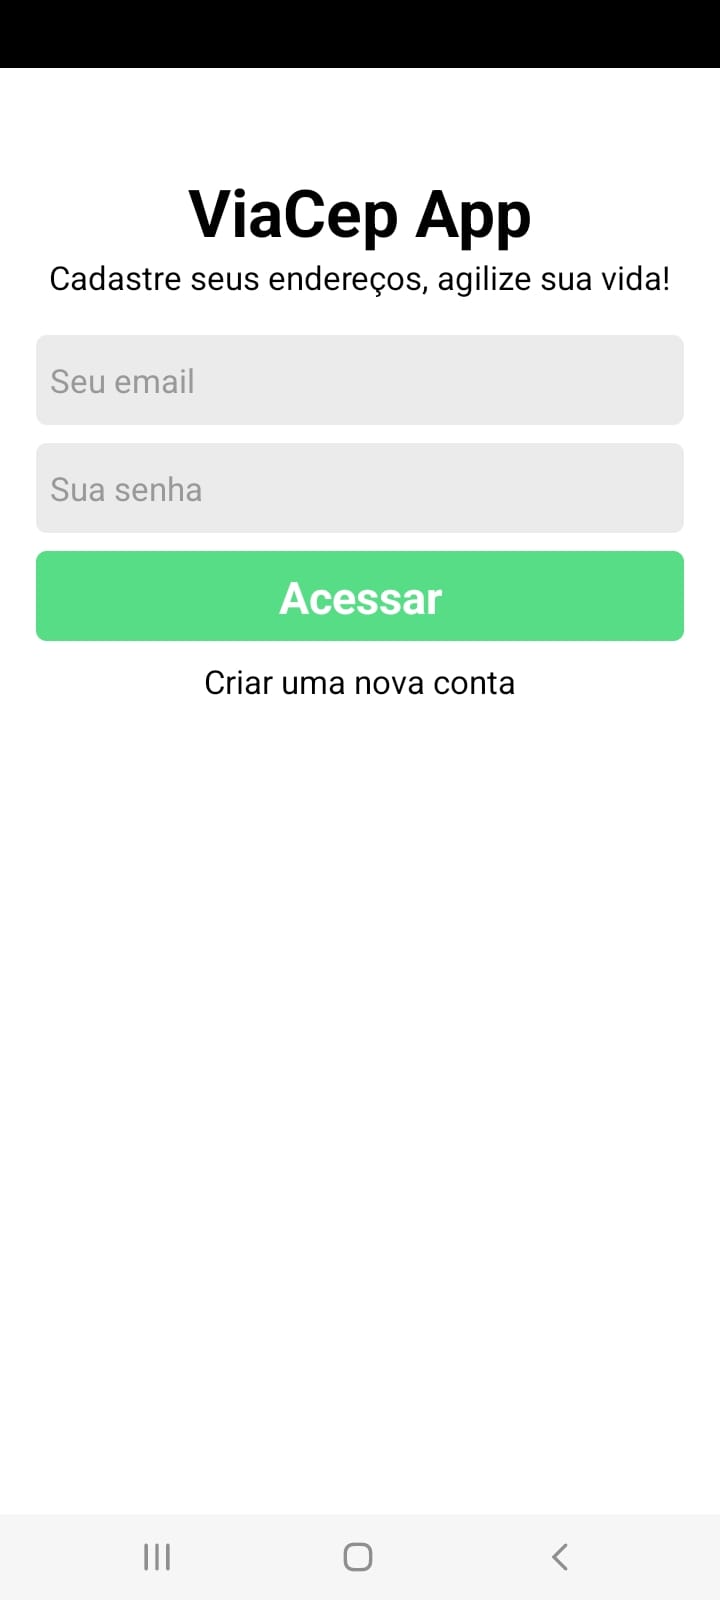 ViaCep App
Cadastre seus endereços, agilize sua vida!
Seu email
Sua senha
Acessar
Criar uma nova conta